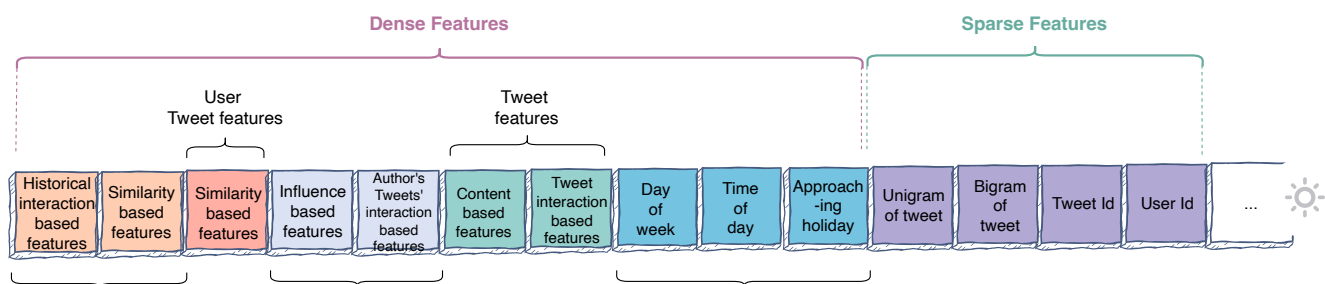 Dense Features
Sparse Features
User
Tweet features
Tweet
features
Historical
interaction
based
features
Similarity
based
features
Similarity
based
features
Influence
based
features
Author's
Tweets'
interaction
based
features
Content
based
features
Tweet
interaction
based
features
Day
of
week
Time
of
day
Approach
-ing
holiday
Unigram
of tweet
Bigram
of
tweet
Tweet Id
User Id
...